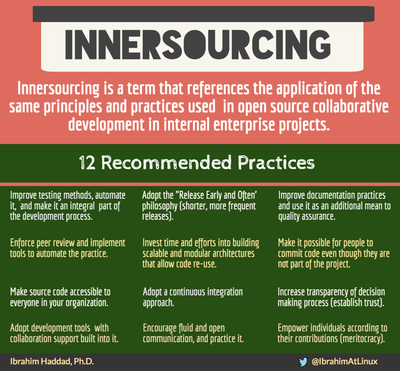 INNERSOURCING
Innersourcing is a term that references the application of the
same principles and practices used in open source collaborative
development in internal enterprise projects.
12 Recommended Practices
Improve testing methods, automate
it, and make it an integral part of
the development process.
Adopt the "Release Early and Often'
philosophy (shorter, more frequent
releases).
Improve documentation practices
and use it as an additional mean to
quality assurance.
Enforce peer review and implement
tools to automate the practice.
Invest time and efforts into building
scalable and modular architectures
that allow code re-use.
Make it possible for people to
commit code even though they are
not part of the project.
Make source code accessible to
everyone in your organization.
Adopt a continuous integration
approach.
Increase transparency of decision
making process (establish trust).
Adopt development tools with
collaboration support built into it.
Encourage fluid and open
communication, and practice it.
Empower individuals according to
their contributions (meritocracy).
Ibrahim Haddad, Ph.D.
@IbrahimAtLinux